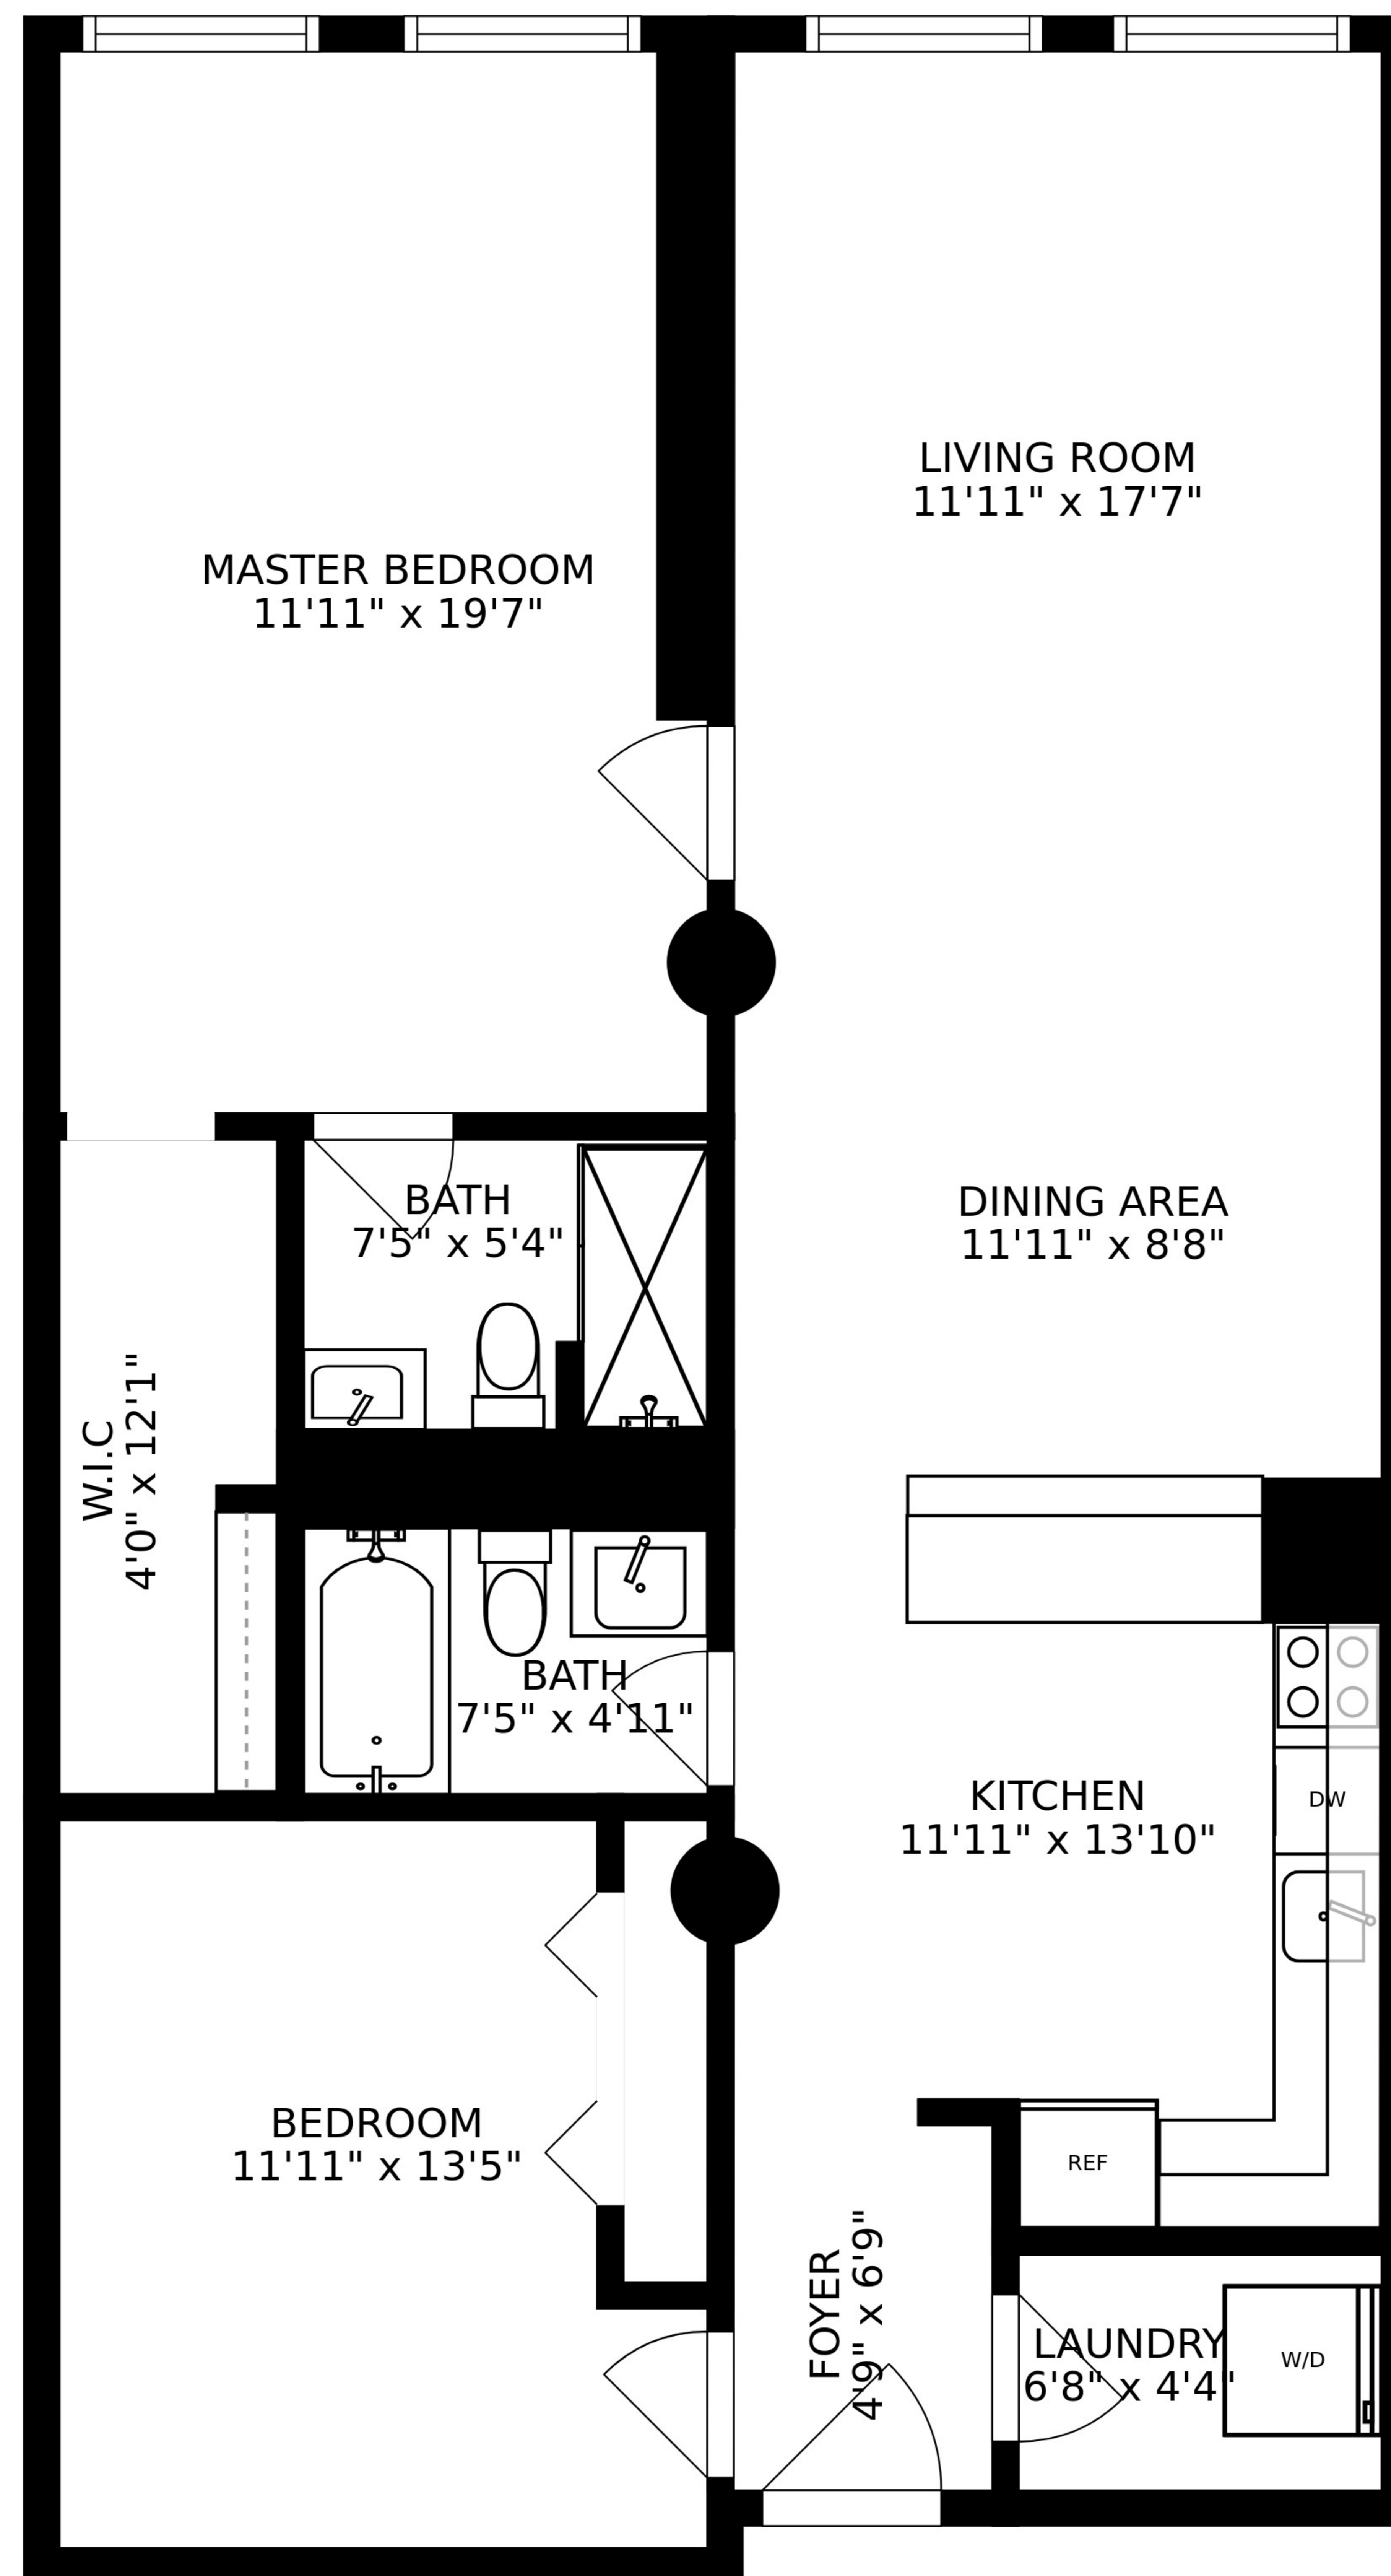 LIVING ROOM
11'11" x 17'7"
MASTER BEDROOM
11'11" x 19'7"
BATH
7'5" x 5'4"
DINING AREA
11'11" x 8'8"
W.I.C
4'0" x 12'1"
BATH
7'5" x 4'11"
KITCHEN
11'11" x 13'10"
DW
BEDROOM
11'11" x 13'5"
REF
FOYER
4'9" x 6'9"
LAUNDRY
6'8" x 4'4"
W/D